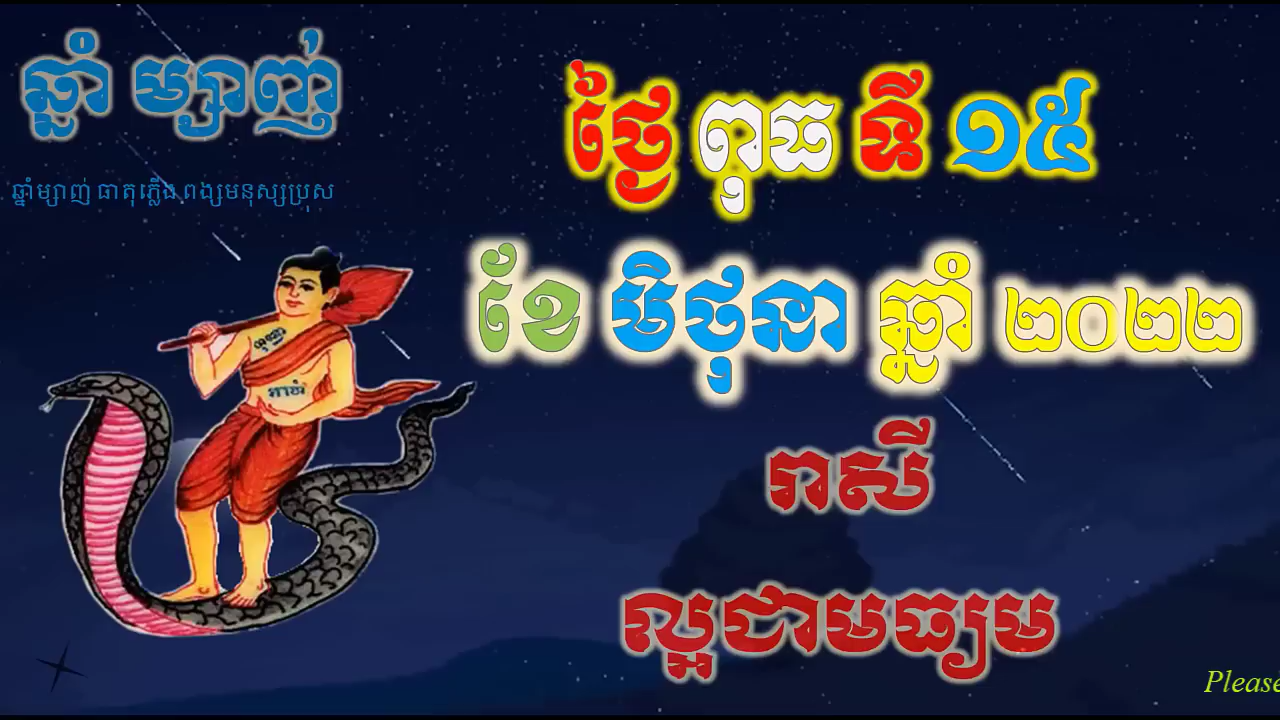 ឆ្នាំ ម្សាញ់
ឆ្នាំម្សាញ់ ធាតុភ្លើង ពង្សមនុស្សប្រុស
ថ្ងៃ ពុធ ទី ១៥
ខែ មិថុនា ឆ្នាំ ២០២២
រាសី
ល្អជាមធ្យម
Please